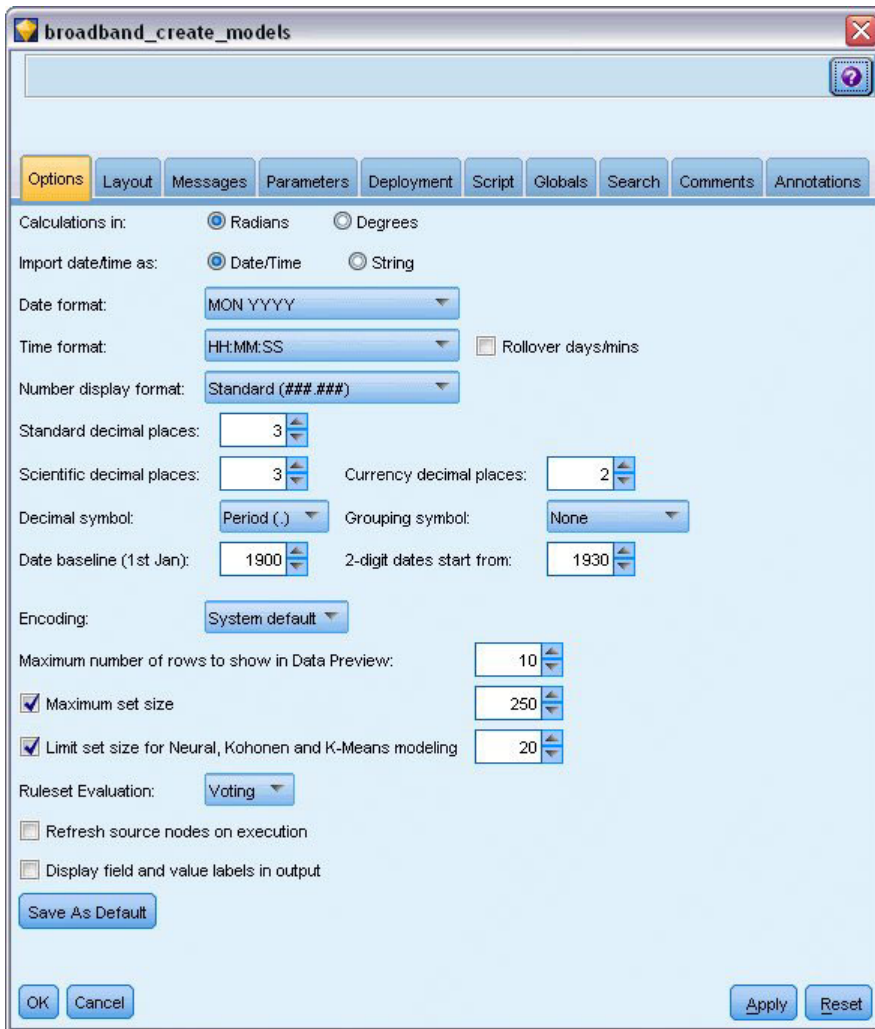 broadband_create_models
Options Layout Messages Parameters Deployment Script Globals Search Comments Annotations
Calculations in: Radians Degrees
Import date/time as: Date/Time String
Date format: MON YYYY
Time format: HH:MM:SS Rollover days/mins
Number display format: Standard (###.###)
Standard decimal places: 3
Scientific decimal places: 3 Currency decimal places: 2
Decimal symbol: Period (.) Grouping symbol: None
Date baseline (1st Jan): 1900 2-digit dates start from: 1930
Encoding: System default
Maximum number of rows to show in Data Preview: 10
Maximum set size 250
Limit set size for Neural, Kohonen and K-Means modeling 20
Ruleset Evaluation: Voting
Refresh source nodes on execution
Display field and value labels in output
Save As Default
OK Cancel Apply Reset